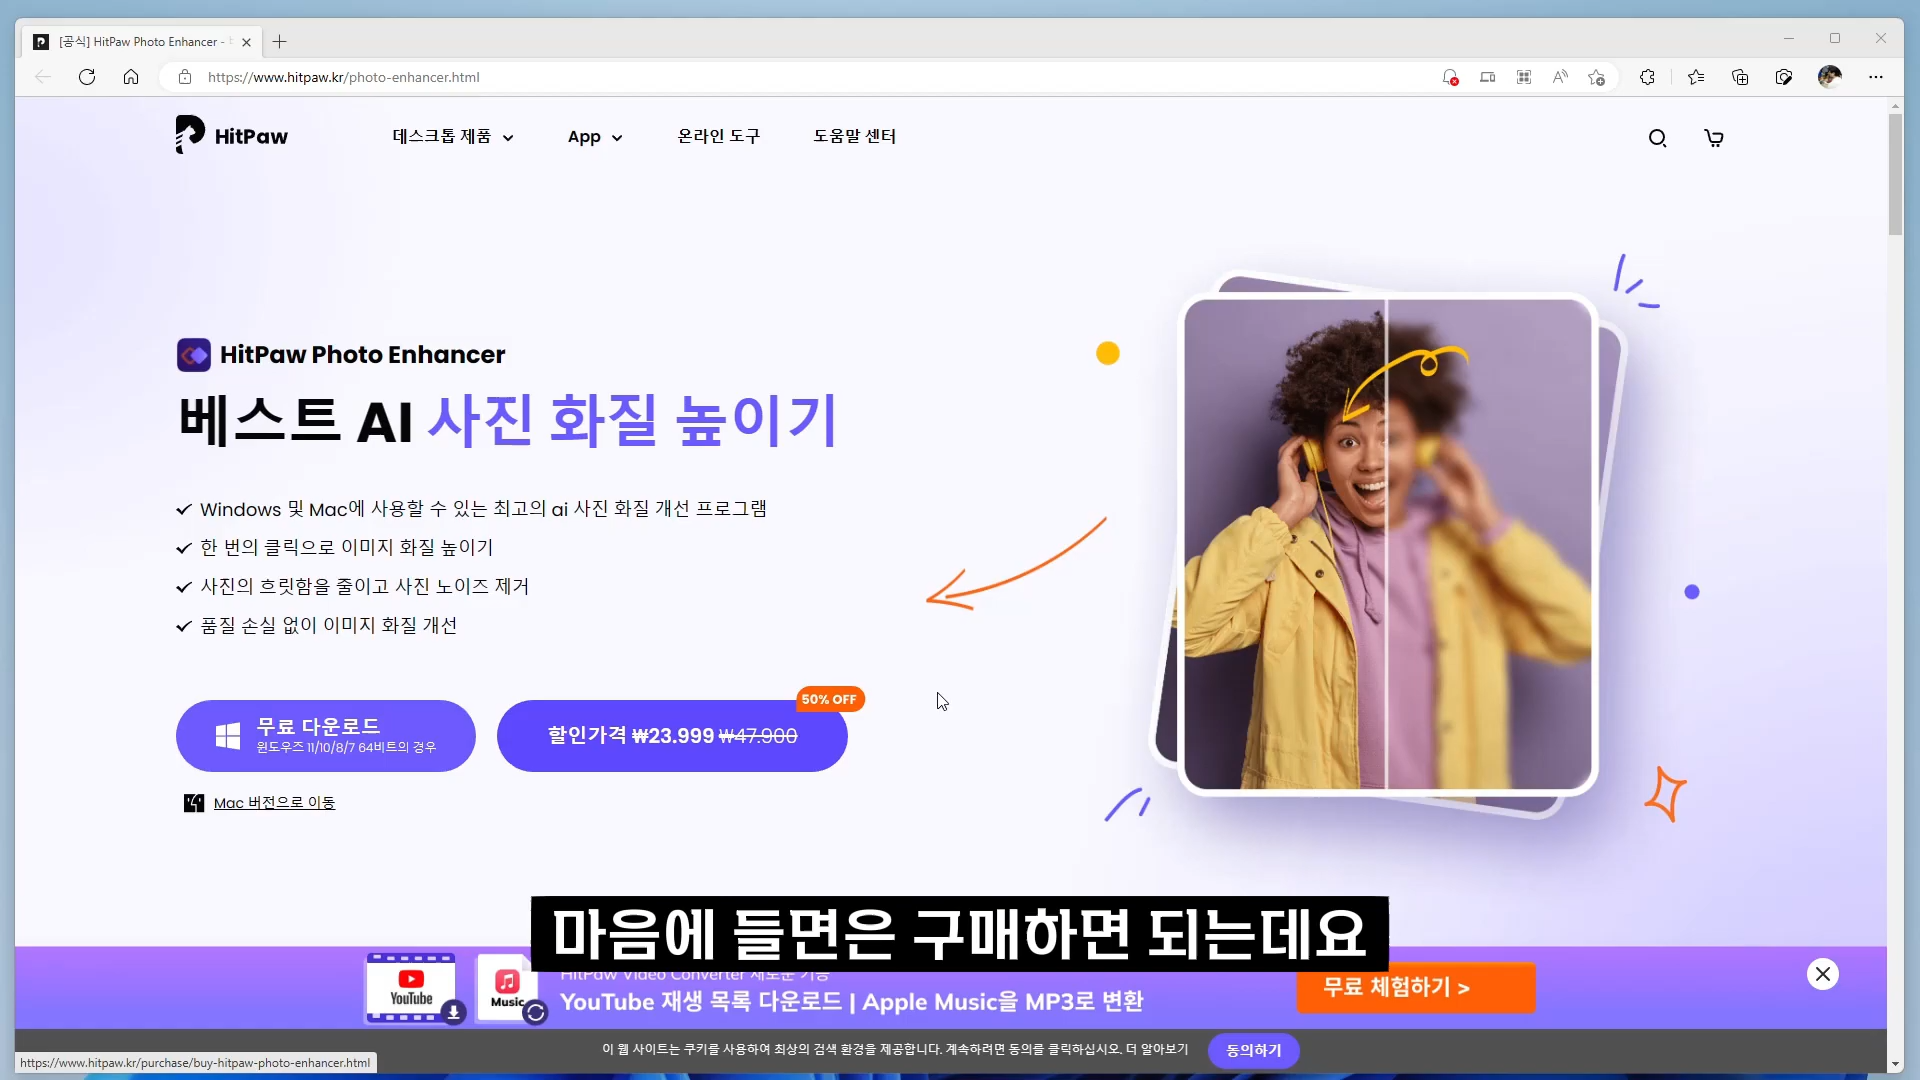 [공식] HitPaw Photo Enhancer -
https://www.hitpaw.kr/photo-enhancer.html
HitPaw
데스크톱 제품
App
온라인 도구
도움말 센터
HitPaw Photo Enhancer
베스트 AI 사진 화질 높이기
Windows 및 Mac에 사용할 수 있는 최고의 ai 사진 화질 개선 프로그램
한 번의 클릭으로 이미지 화질 높이기
사진의 흐릿함을 줄이고 사진 노이즈 제거
품질 손실 없이 이미지 화질 개선
무료 다운로드
윈도우즈 11/10/8/7 64비트의 경우
50% OFF
할인가격 ₩23.999 ₩47.900
Mac 버전으로 이동
마음에 들면은 구매하면 되는데요
HitPaw Video Converter 새로운 기능
YouTube
Music
YouTube 재생 목록 다운로드 | Apple Music을 MP3로 변환
무료 체험하기 >
이 웹 사이트는 쿠키를 사용하여 최상의 검색 환경을 제공합니다. 계속하려면 동의를 클릭하십시오. 더 알아보기
동의하기
https://www.hitpaw.kr/purchase/buy-hitpaw-photo-enhancer.html